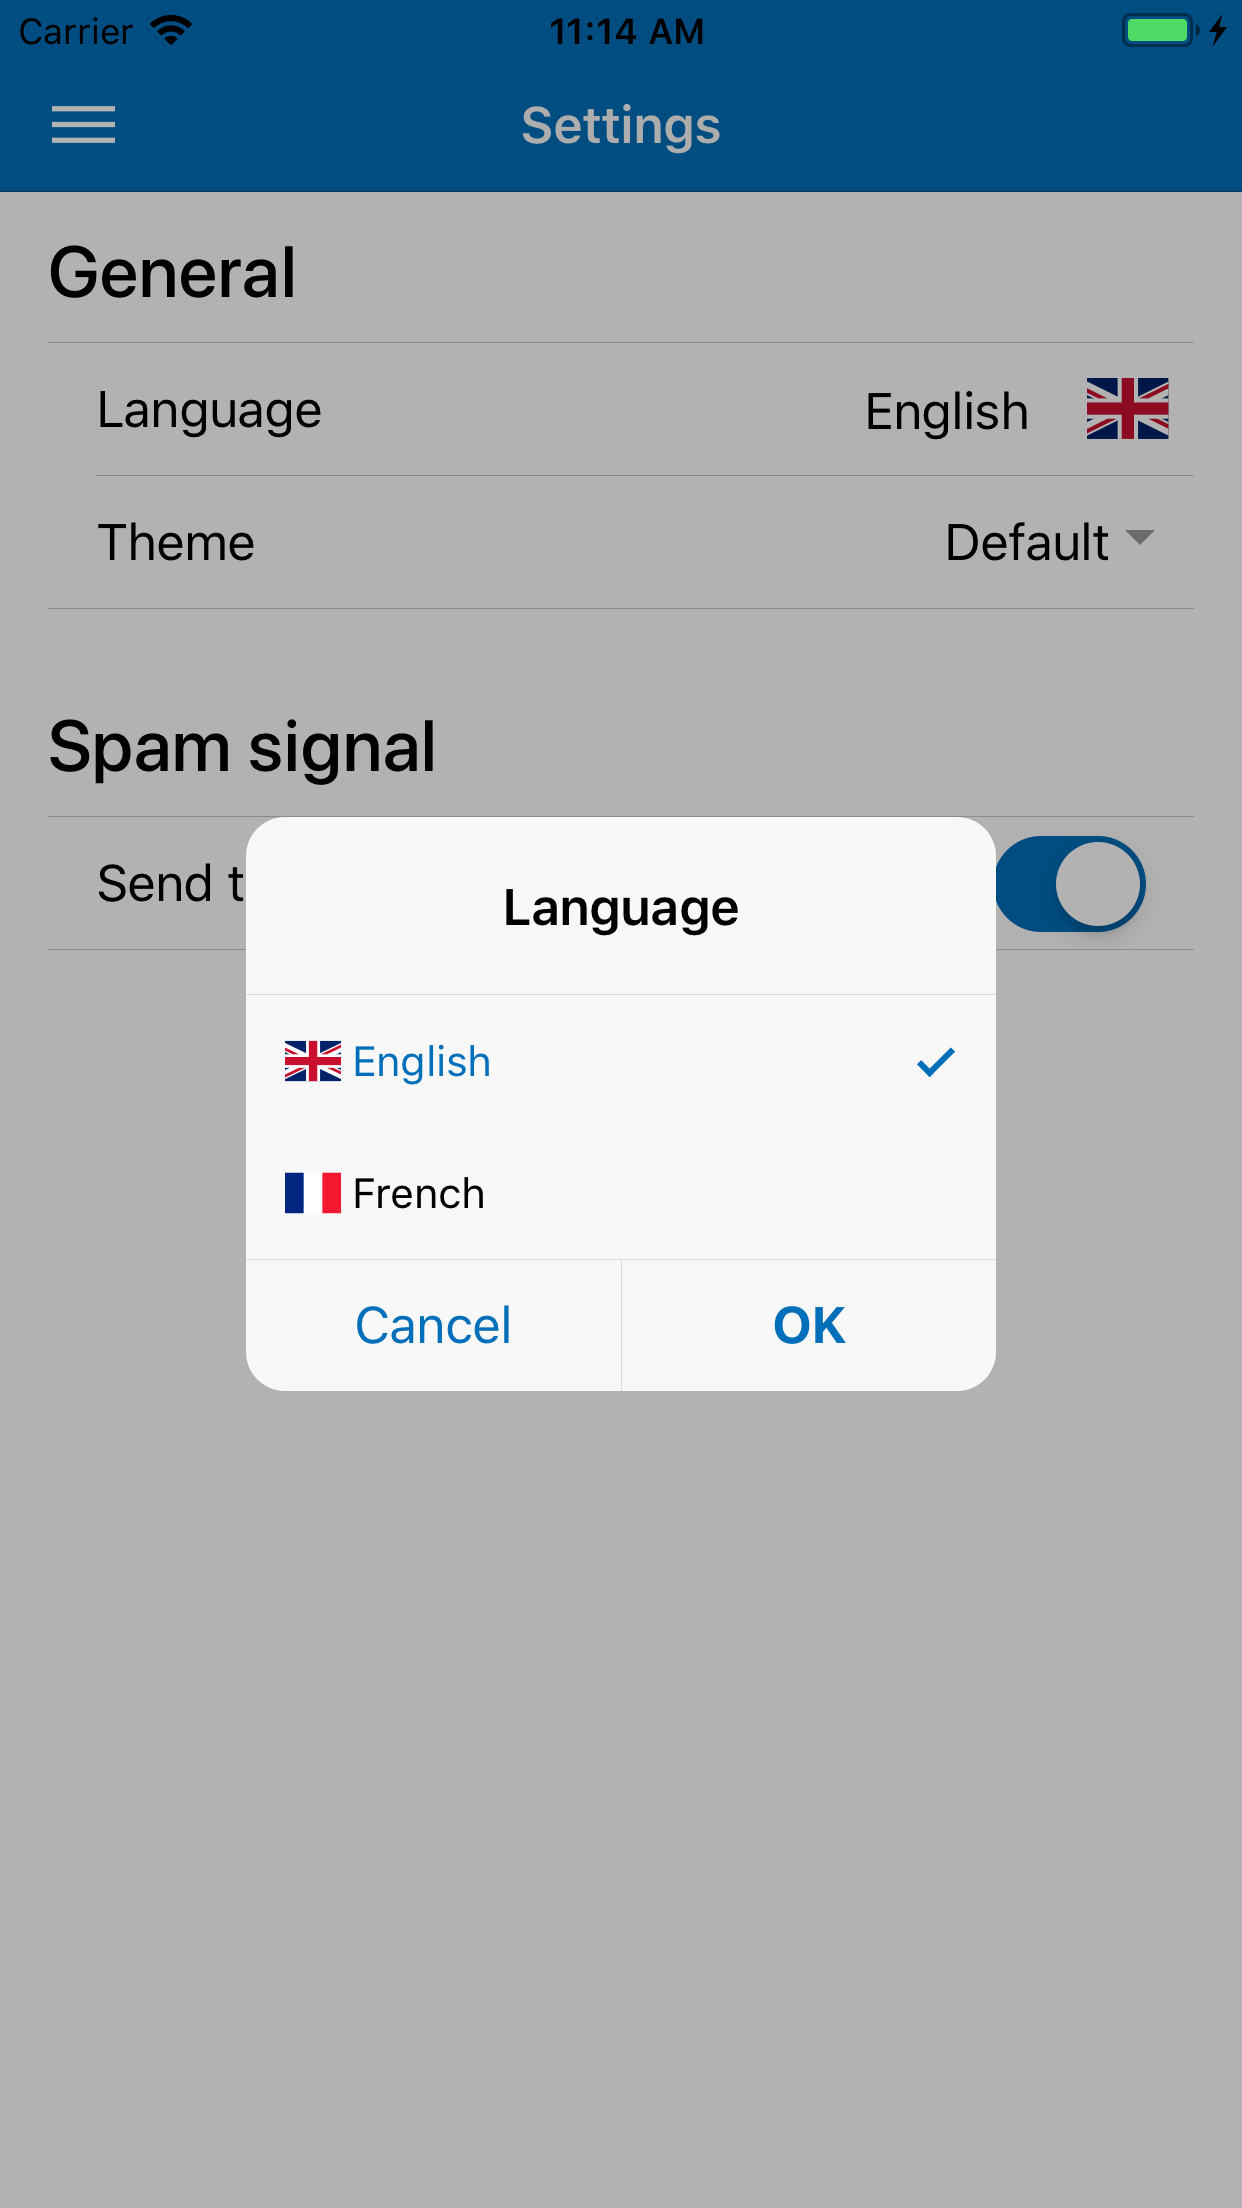 Carrier 11:14 AM
Settings
General
Language English
Theme Default
Spam signal
Send t
Language
English
French
Cancel OK